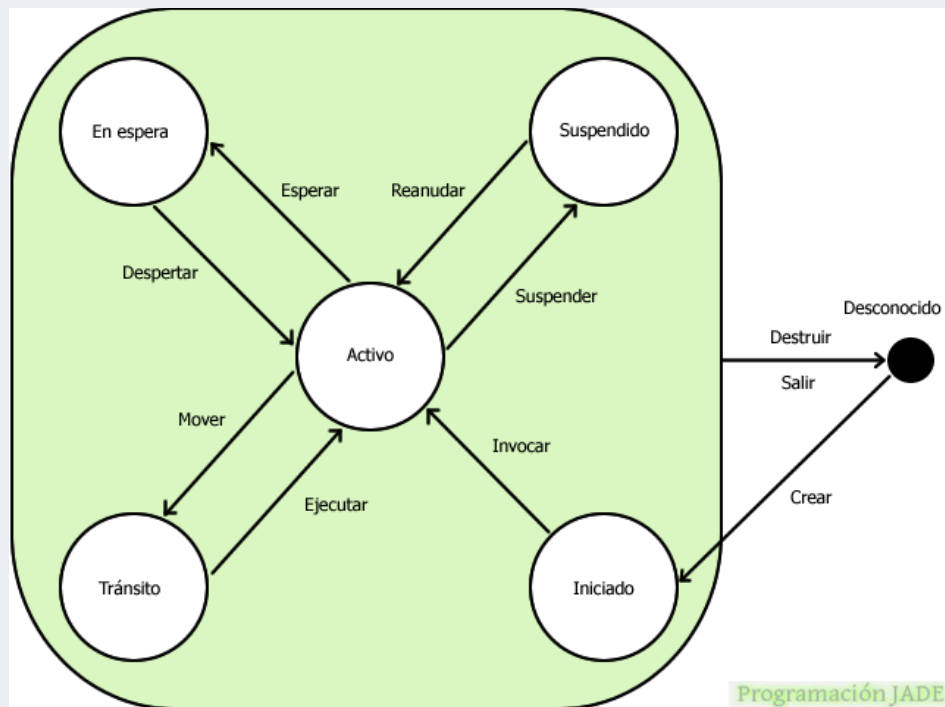 En espera
Suspendido
Esperar
Reanudar
Despertar
Suspender
Desconocido
Activo
Destruir
Salir
Mover
Invocar
Ejecutar
Crear
Tránsito
Iniciado
Programación JADE